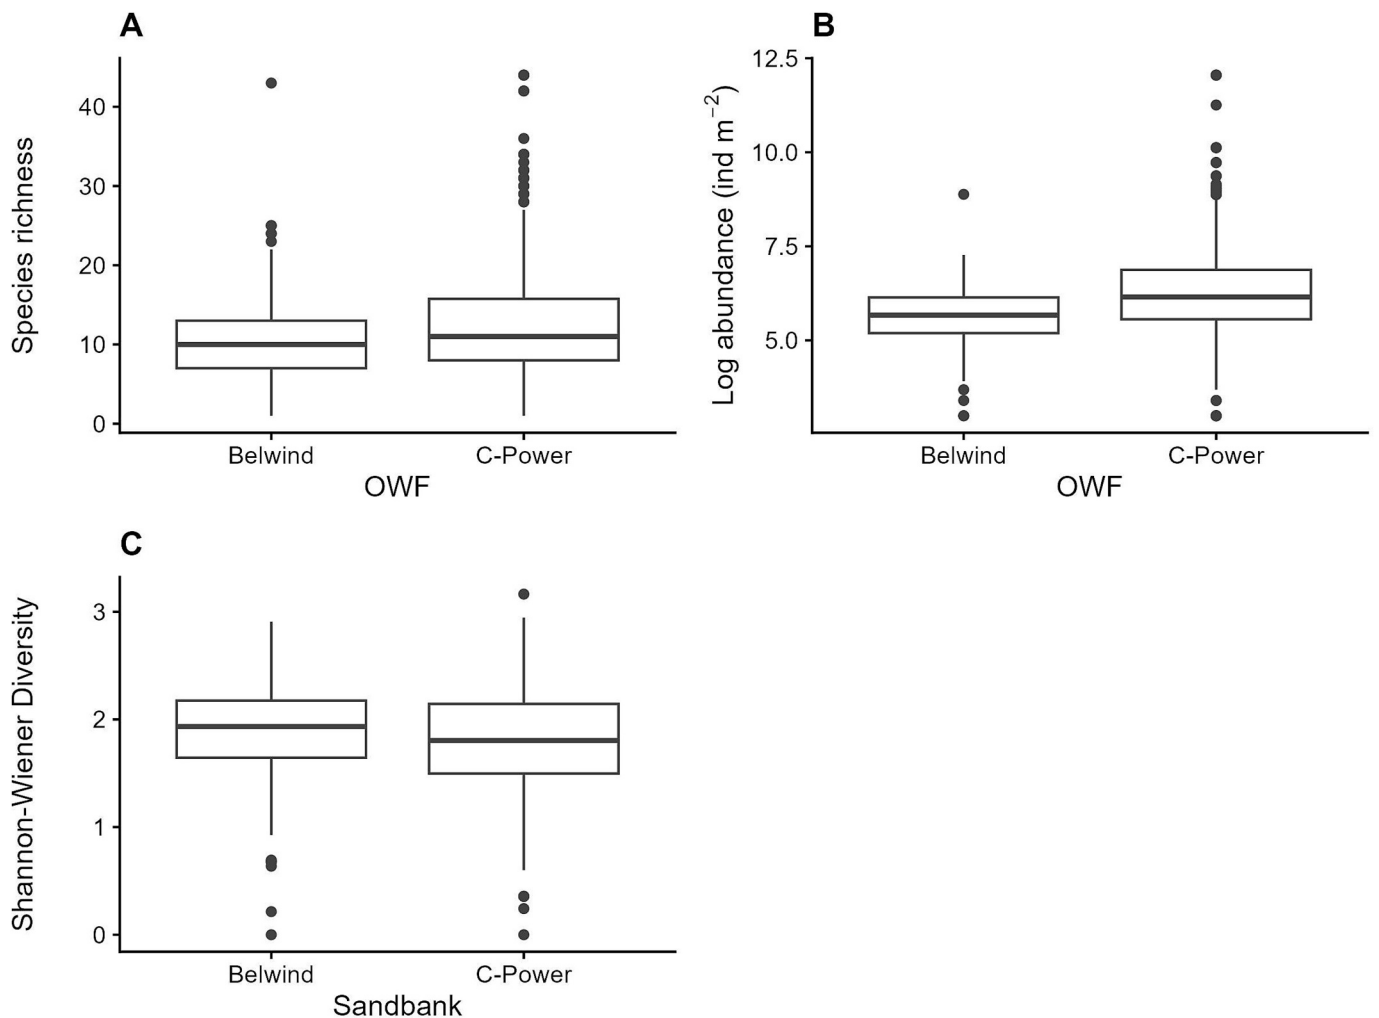 A
Species richness
40
30
20
10
0
Belwind
C-Power
OWF
B
Log abundance (ind m⁻²)
12.5
10.0
7.5
5.0
Belwind
C-Power
OWF
C
Shannon-Wiener Diversity
3
2
1
0
Belwind
C-Power
Sandbank